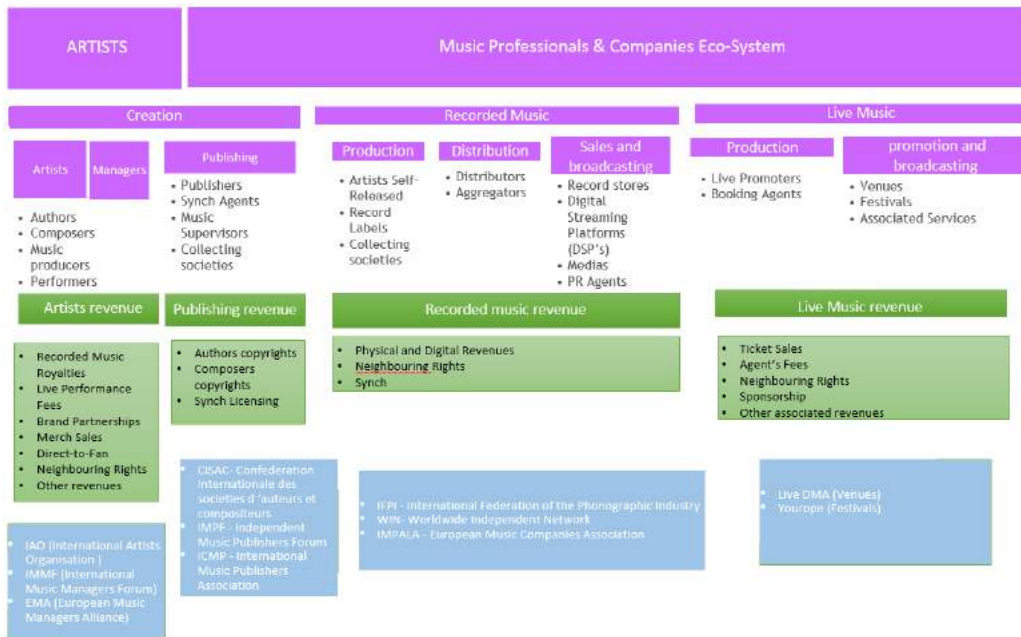 ARTISTS
Music Professionals & Companies Eco-System
Creation
Recorded Music
Live Music
Artists
Managers
Publishing
Production
Distribution
Sales and
broadcasting
Production
promotion and
broadcasting
• Authors
• Composers
• Music
producers
• Performers
• Publishers
• Synch Agents
• Music
Supervisors
• Collecting
societies
• Artists Self-
Released
• Record
Labels
• Collecting
societies
• Distributors
• Aggregators
• Record stores
• Digital
Streaming
Platforms
(DSP's)
• Medias
• PR Agents
• Live Promoters
• Booking Agents
• Venues
• Festivals
• Associated Services
Artists revenue
Publishing revenue
Recorded music revenue
Live Music revenue
• Recorded Music
Royalties
• Live Performance
Fees
• Brand Partnerships
• Merch Sales
• Direct-to-Fan
• Neighbouring Rights
• Other revenues
• Authors copyrights
• Composers
copyrights
• Synch Licensing
• Physical and Digital Revenues
• Neighbouring Rights
• Synch
• Ticket Sales
• Agent's Fees
• Neighbouring Rights
• Sponsorship
• Other associated revenues
• IAO (International Artists
Organisation )
• IMMF (International
Music Managers Forum)
• EMA (European Music
Managers Alliance)
• CISAC- Confederation
Internationale des
societies d 'auteurs et
compositeurs
• IMPF - Independent
Music Publishers Forum
• ICMP - International
Music Publishers
Association
• IFPI - International Federation of the Phonographic Industry
• WIN- Worldwide Independent Network
• IMPALA - European Music Companies Association
• Live DMA (Venues)
• Yourope (Festivals)